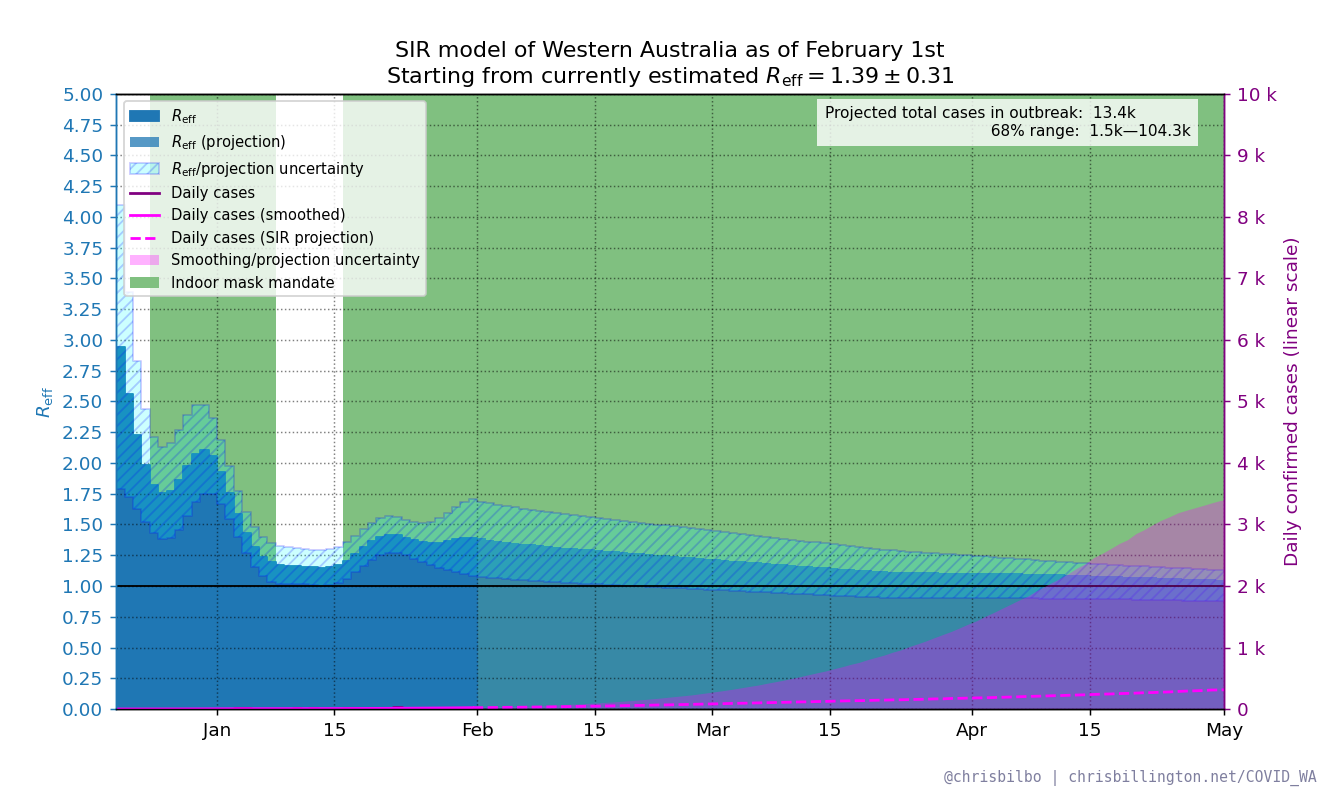 SIR model of Western Australia as of February 1st
Starting from currently estimated R_eff = 1.39 ± 0.31
Projected total cases in outbreak: 13.4k
68% range: 1.5k—104.3k
R_eff
R_eff (projection)
R_eff/projection uncertainty
Daily cases
Daily cases (smoothed)
Daily cases (SIR projection)
Smoothing/projection uncertainty
Indoor mask mandate
R_eff
5.00
4.75
4.50
4.25
4.00
3.75
3.50
3.25
3.00
2.75
2.50
2.25
2.00
1.75
1.50
1.25
1.00
0.75
0.50
0.25
0.00
10 k
9 k
8 k
7 k
6 k
5 k
4 k
3 k
2 k
1 k
0
Daily confirmed cases (linear scale)
Jan 15 Feb 15 Mar 15 Apr 15 May
@chrisbilbo | chrisbillington.net/COVID_WA